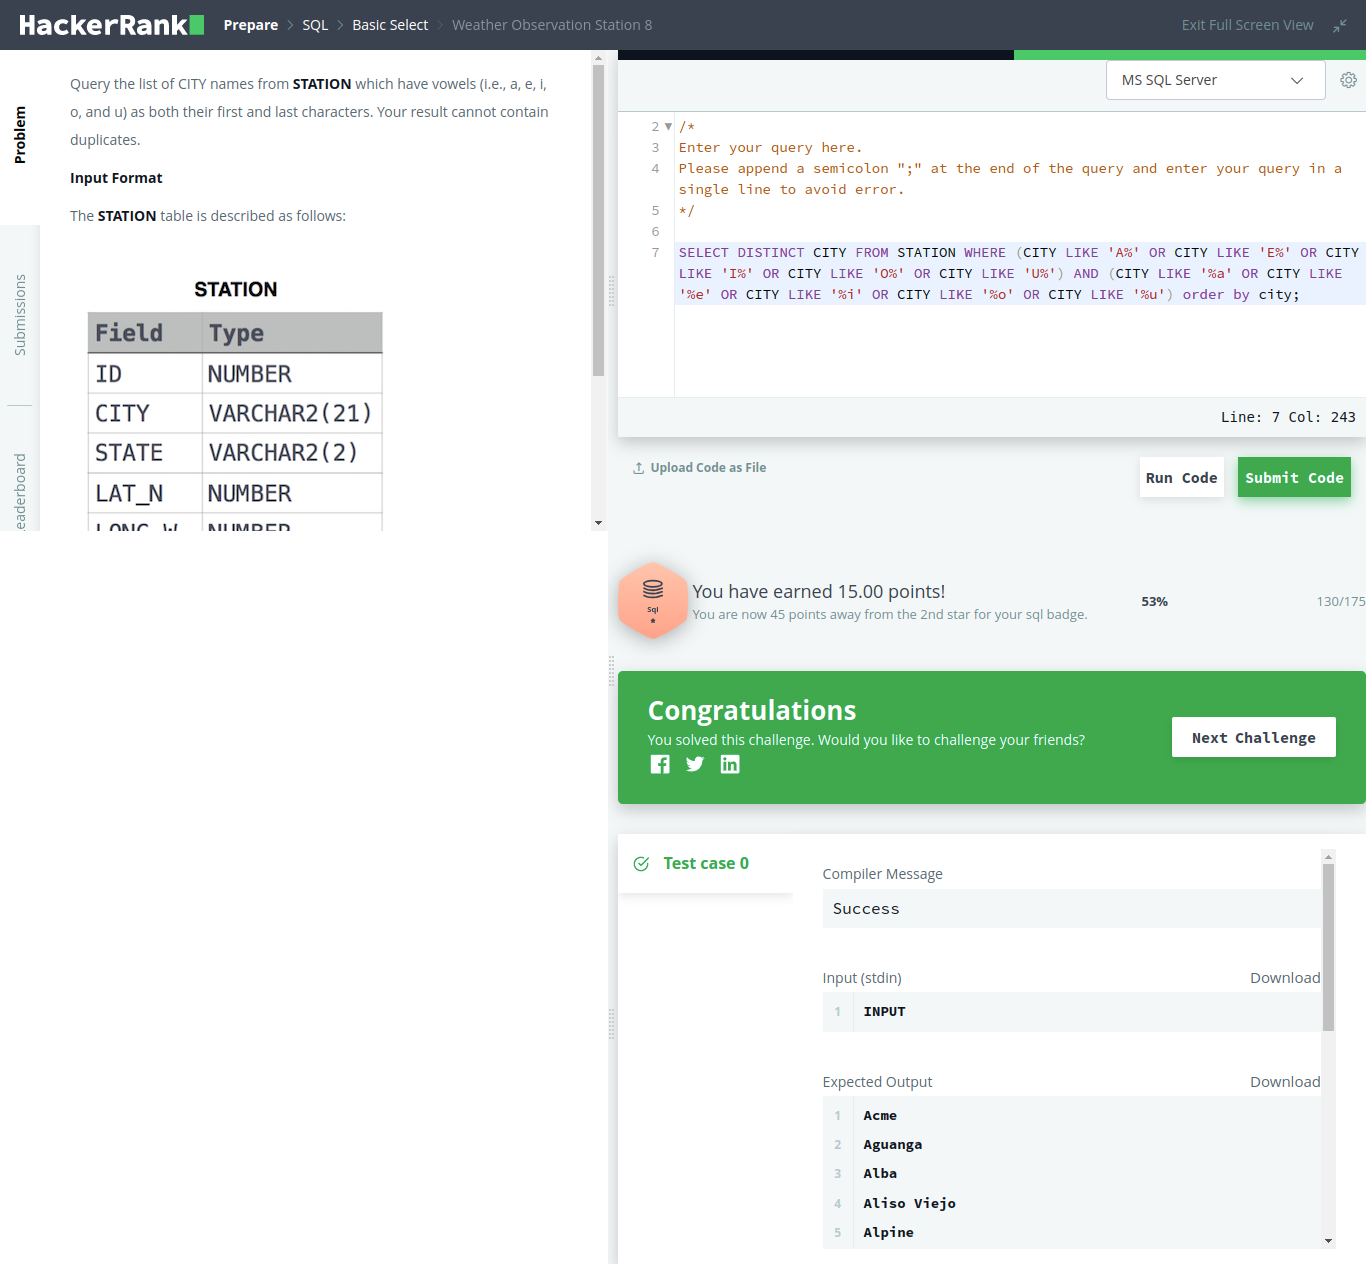 HackerRank Prepare > SQL > Basic Select > Weather Observation Station 8 Exit Full Screen View
Problem
Submissions
eaderboard
Query the list of CITY names from STATION which have vowels (i.e., a, e, i,
o, and u) as both their first and last characters. Your result cannot contain
duplicates.
Input Format
The STATION table is described as follows:
STATION
Field Type
ID NUMBER
CITY VARCHAR2(21)
STATE VARCHAR2(2)
LAT_N NUMBER
LONG_W NUMBER
MS SQL Server
2 /*
3 Enter your query here.
4 Please append a semicolon ";" at the end of the query and enter your query in a
single line to avoid error.
5 */
6
7 SELECT DISTINCT CITY FROM STATION WHERE (CITY LIKE 'A%' OR CITY LIKE 'E%' OR CITY
LIKE 'I%' OR CITY LIKE 'O%' OR CITY LIKE 'U%') AND (CITY LIKE '%a' OR CITY LIKE
'%e' OR CITY LIKE '%i' OR CITY LIKE '%o' OR CITY LIKE '%u') order by city;
Line: 7 Col: 243
Upload Code as File
Run Code
Submit Code
Sql
You have earned 15.00 points!
You are now 45 points away from the 2nd star for your sql badge.
53%
130/175
Congratulations
You solved this challenge. Would you like to challenge your friends?
Next Challenge
Test case 0
Compiler Message
Success
Input (stdin) Download
1 INPUT
Expected Output Download
1 Acme
2 Aguanga
3 Alba
4 Aliso Viejo
5 Alpine